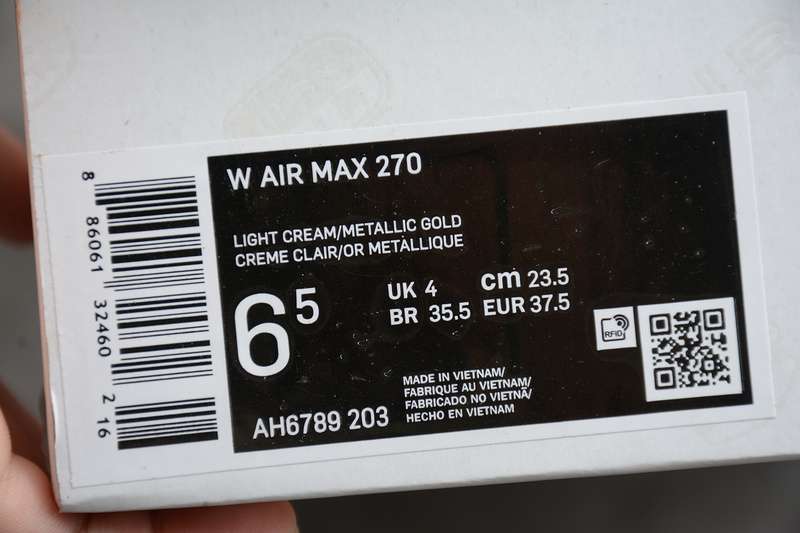 W AIR MAX 270
LIGHT CREAM/METALLIC GOLD
CREME CLAIR/OR METALLIQUE
6 5
UK 4 cm 23.5
BR 35.5 EUR 37.5
RFID
AH6789 203
MADE IN VIETNAM/
FABRIQUE AU VIETNAM/
FABRICADO NO VIETNÃ/
HECHO EN VIETNAM
8 86061 32460 2 16